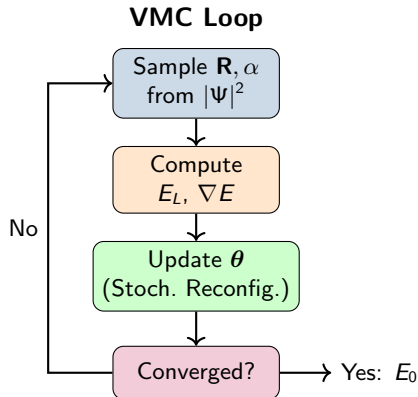 VMC Loop
Sample R, α
from |Ψ|²
Compute
E_L, ∇E
Update θ
(Stoch. Reconfig.)
No
Converged?
Yes: E₀